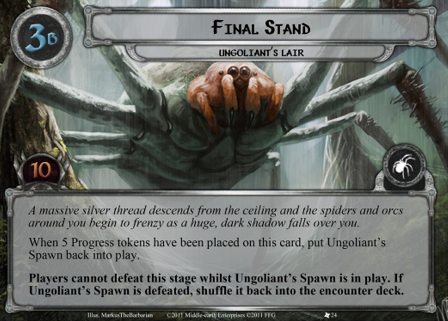 3B
FINAL STAND
UNGOLIANT'S LAIR
10
A massive silver thread descends from the ceiling and the spiders and orcs
around you begin to frenzy as a huge, dark shadow falls over you.
When 5 Progress tokens have been placed on this card, put Ungoliant's
Spawn back into play.
Players cannot defeat this stage whilst Ungoliant's Spawn is in play. If
Ungoliant's Spawn is defeated, shuffle it back into the encounter deck.
Illus. MarkusTheBarbarian ©2011 Middle-earth Enterprises ©2011 FFG 24